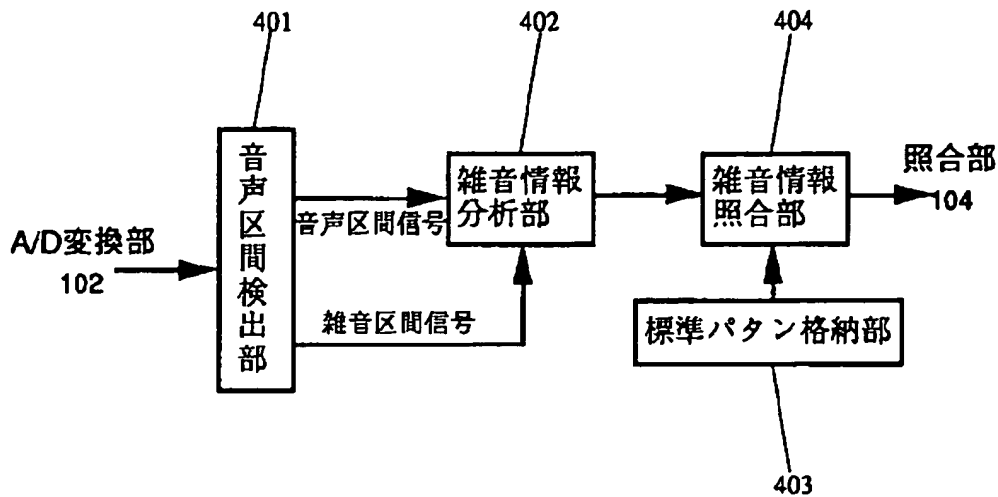 401
402
404
音声区間検出部
雑音情報
分析部
雑音情報
照合部
照合部
104
音声区間信号
A/D変換部
102
雑音区間信号
標準パタン格納部
403